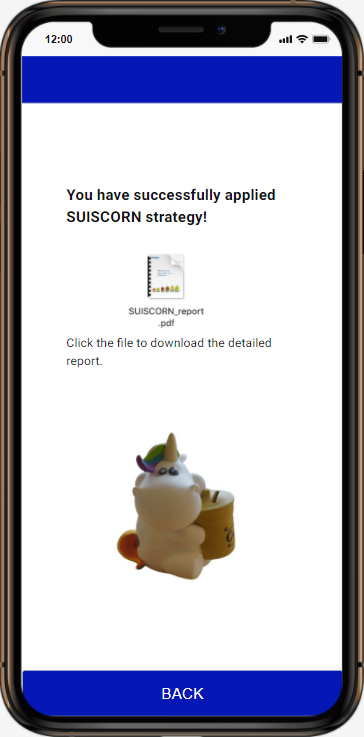 12:00
You have successfully applied
SUISCORN strategy!
SUISCORN_report
.pdf
Click the file to download the detailed
report.
BACK